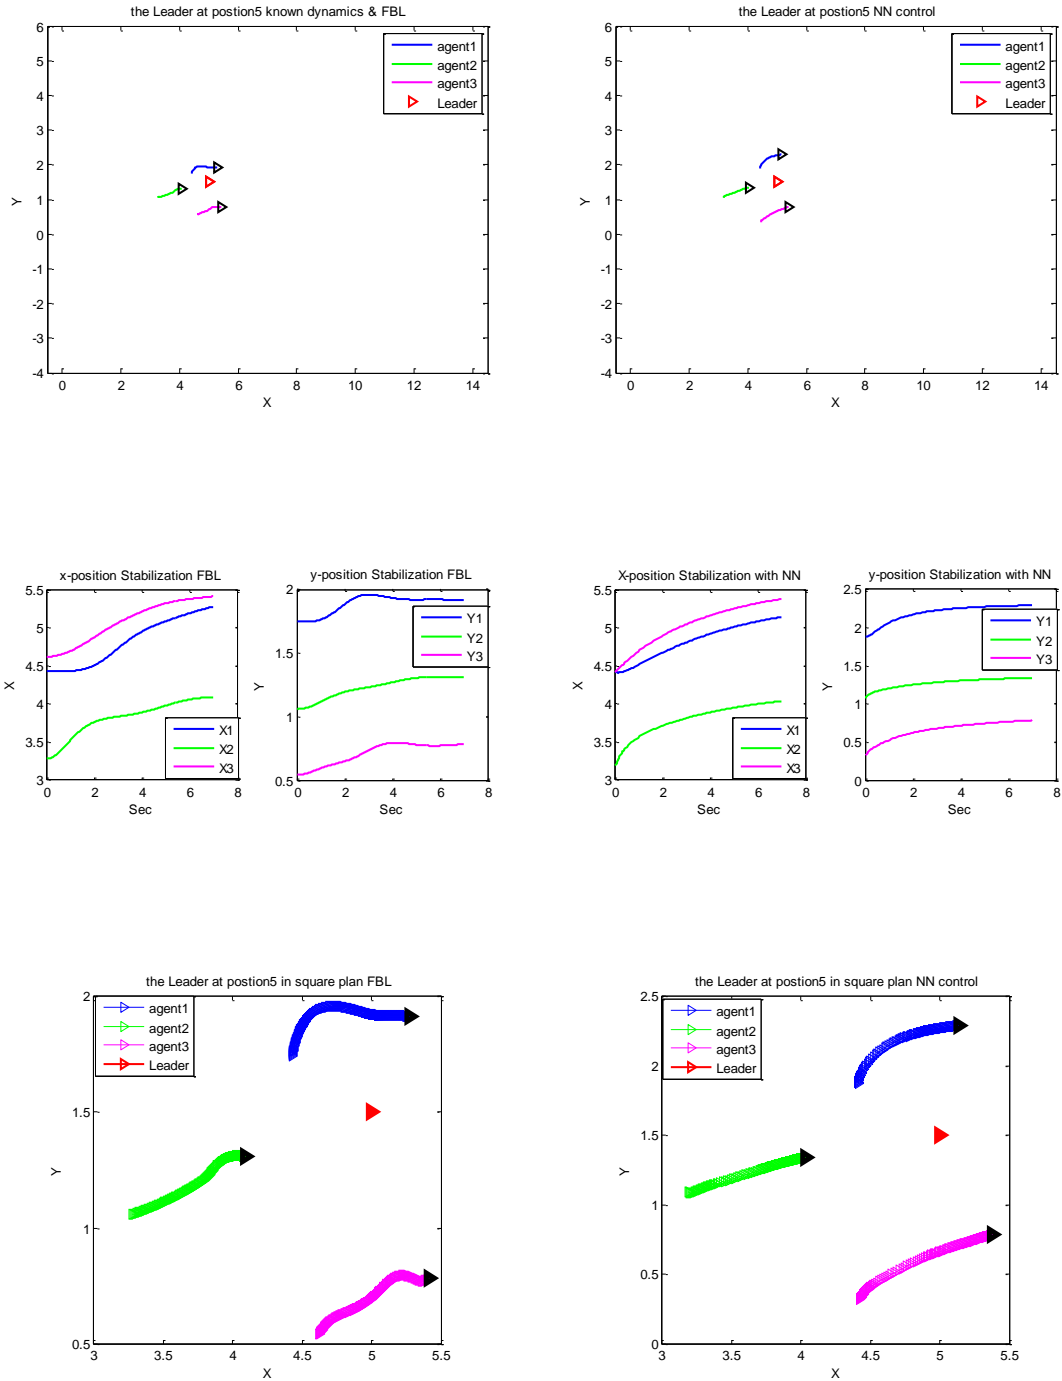 the Leader at postion5 known dynamics & FBL
6
5
4
3
2
1
0
-1
-2
-3
-4
Y
0 2 4 6 8 10 12 14
X
agent1
agent2
agent3
Leader
the Leader at postion5 NN control
6
5
4
3
2
1
0
-1
-2
-3
-4
Y
0 2 4 6 8 10 12 14
X
agent1
agent2
agent3
Leader
x-position Stabilization FBL
5.5
5
4.5
4
3.5
3
X
0 2 4 6 8
Sec
X1
X2
X3
y-position Stabilization FBL
2
1.5
1
0.5
Y
0 2 4 6 8
Sec
Y1
Y2
Y3
X-position Stabilization with NN
5.5
5
4.5
4
3.5
3
X
0 2 4 6 8
Sec
X1
X2
X3
y-position Stabilization with NN
2.5
2
1.5
1
0.5
0
Y
0 2 4 6 8
Sec
Y1
Y2
Y3
the Leader at postion5 in square plan FBL
2
1.5
1
0.5
Y
3 3.5 4 4.5 5 5.5
X
agent1
agent2
agent3
Leader
the Leader at postion5 in square plan NN control
2.5
2
1.5
1
0.5
0
Y
3 3.5 4 4.5 5 5.5
X
agent1
agent2
agent3
Leader